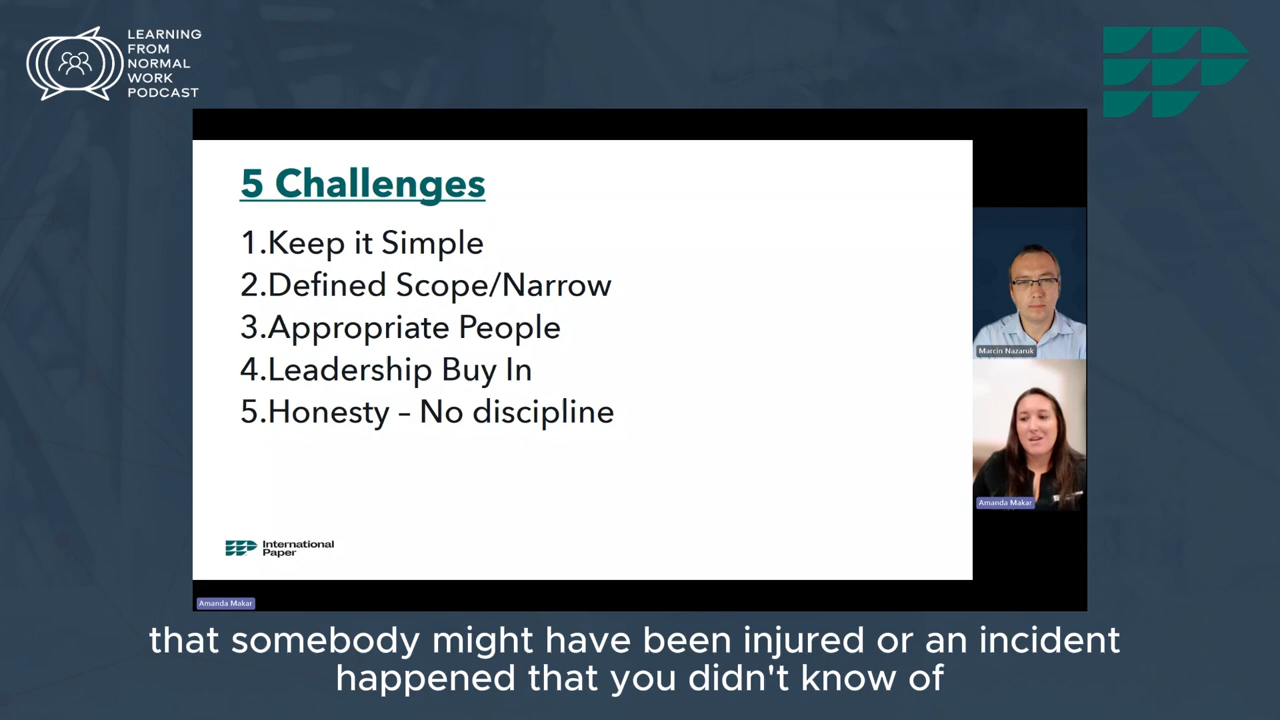 LEARNING
FROM
NORMAL
WORK
PODCAST
5 Challenges
1.Keep it Simple
2.Defined Scope/Narrow
3.Appropriate People
4.Leadership Buy In
5.Honesty – No discipline
International
Paper
Marcin Nazaruk
Amanda Makar
Amanda Makar
that somebody might have been injured or an incident
happened that you didn't know of